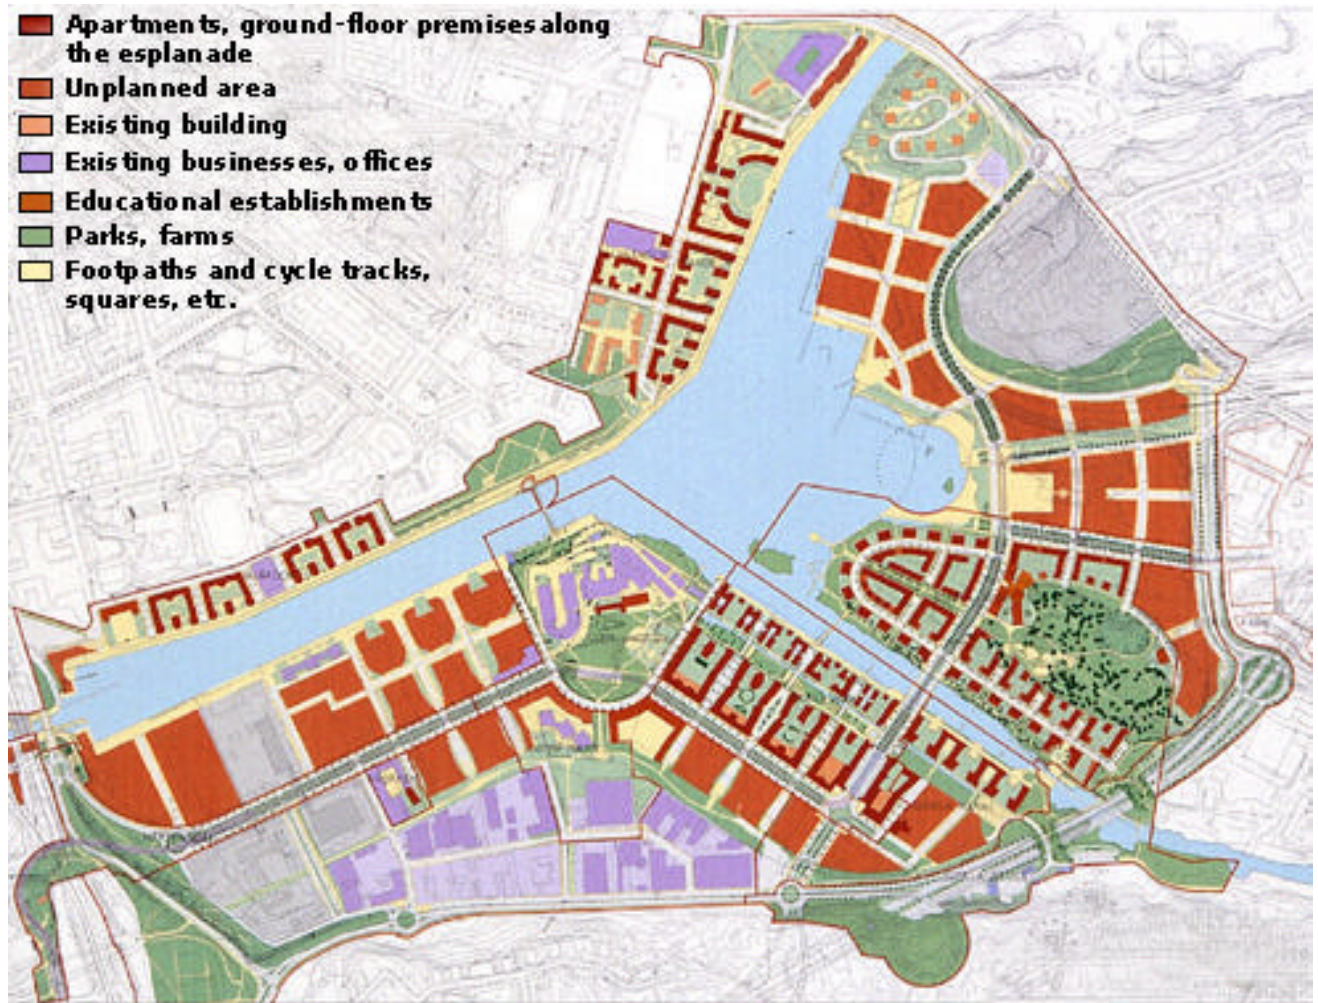 Apartments, ground-floor premises along
the esplanade
Unplanned area
Existing building
Existing businesses, offices
Educational establishments
Parks, farms
Footpaths and cycle tracks,
squares, etc.